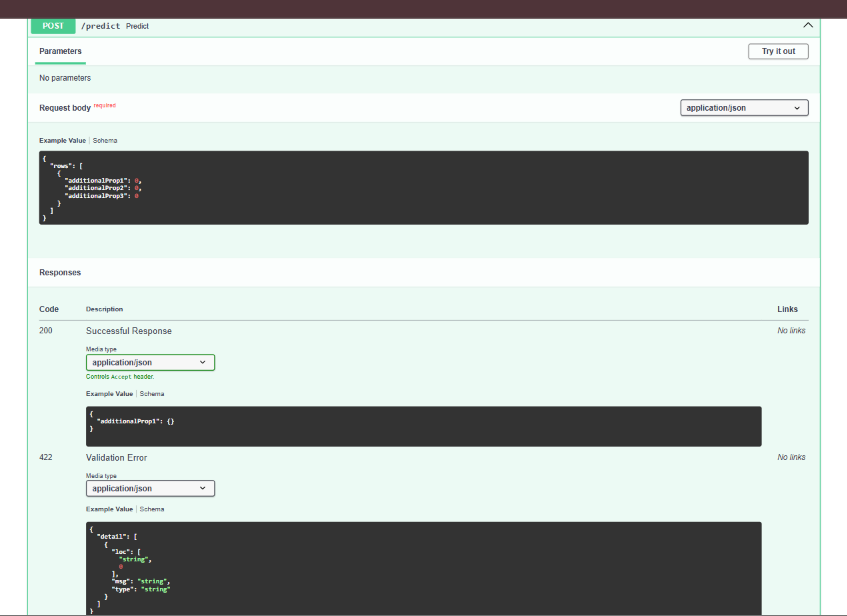 POST /predict Predict
Parameters Try it out
No parameters
Request body required application/json
Example Value | Schema
{
  "rows": [
    {
      "additionalProp1": 0,
      "additionalProp2": 0,
      "additionalProp3": 0
    }
  ]
}
Responses
Code Description Links
200 Successful Response No links
Media type
application/json
Controls Accept header.
Example Value | Schema
{
  "additionalProp1": {}
}
422 Validation Error No links
Media type
application/json
Example Value | Schema
{
  "detail": [
    {
      "loc": [
        "string",
        0
      ],
      "msg": "string",
      "type": "string"
    }
  ]
}